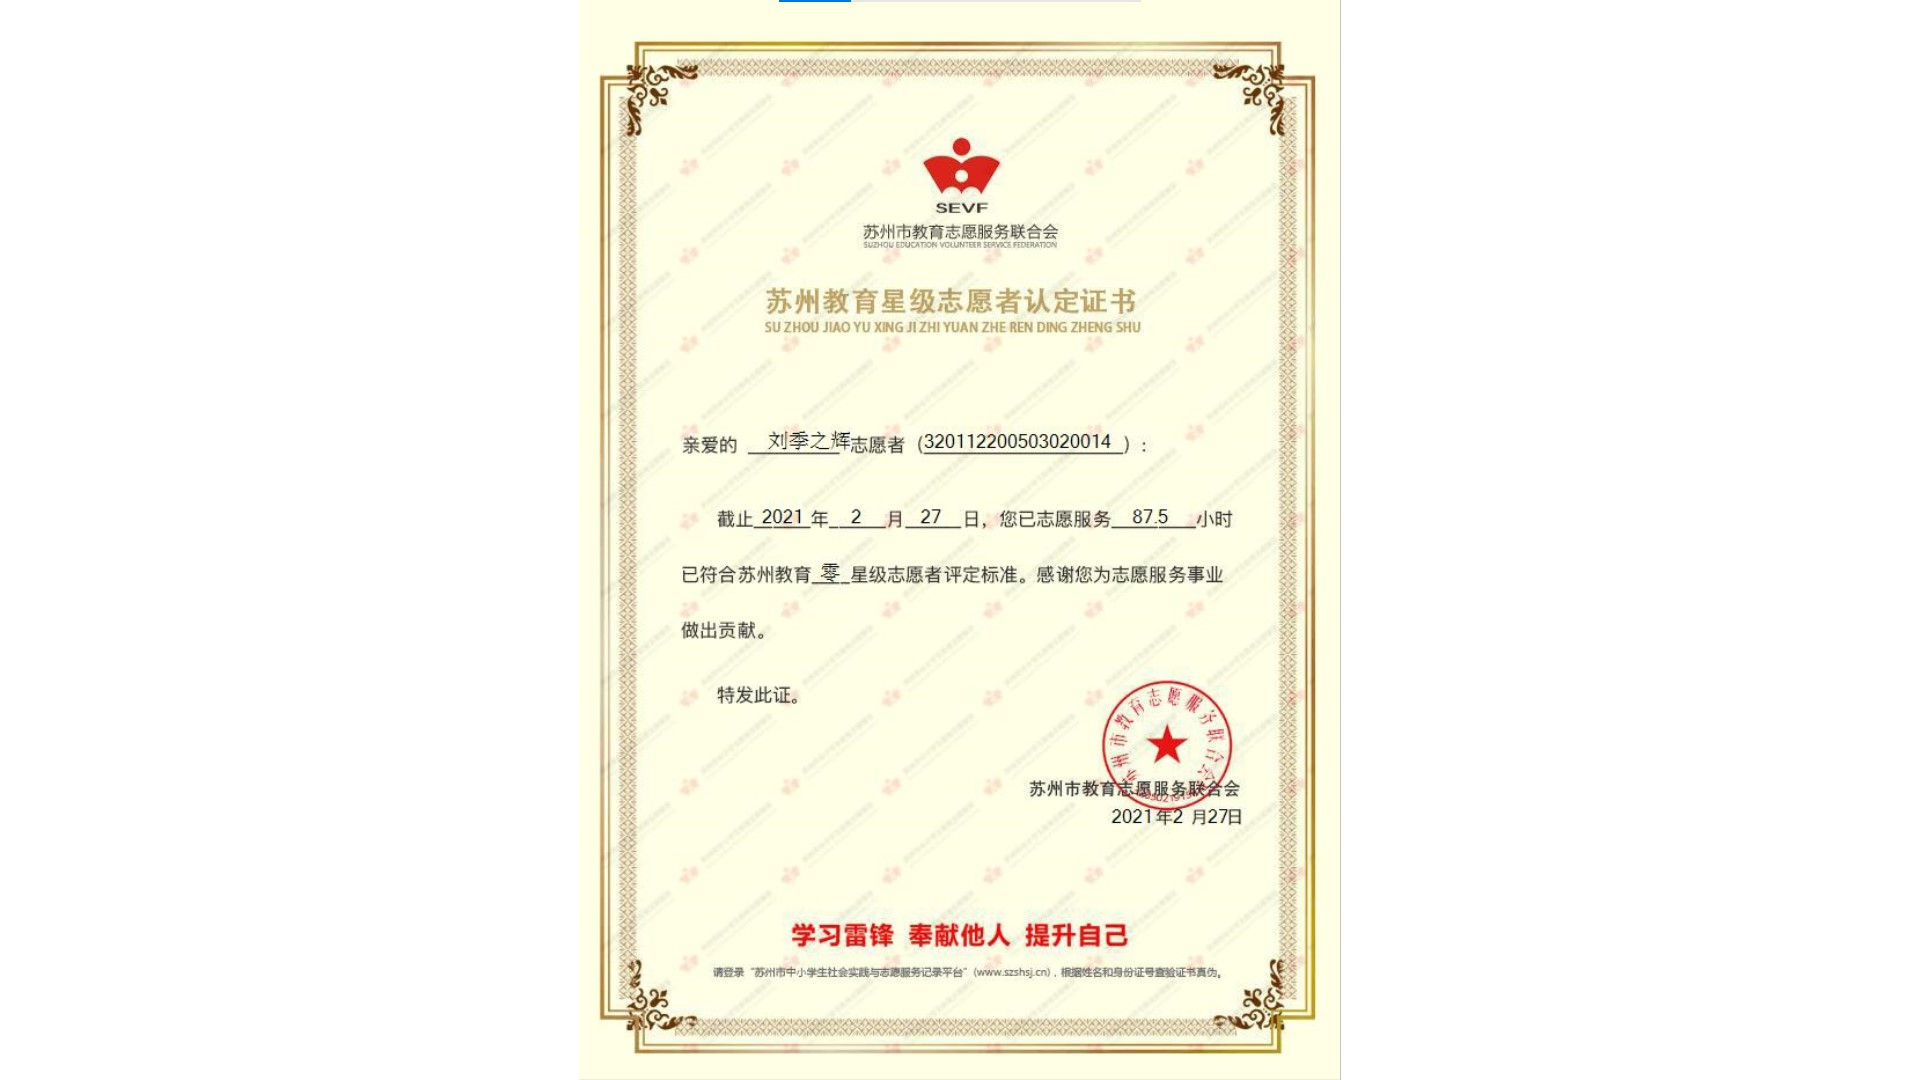 SEVF
苏州市教育志愿服务联合会
SUZHOU EDUCATION VOLUNTEER SERVICE FEDERATION
苏州教育星级志愿者认定证书
SU ZHOU JIAO YU XING JI ZHI YUAN ZHE REN DING ZHENG SHU
亲爱的 刘季之辉志愿者（320112200503020014）:
截止 2021 年 2 月 27 日，您已志愿服务 87.5 小时
已符合苏州教育 零 星级志愿者评定标准。感谢您为志愿服务事业
做出贡献。
特发此证。
苏州市教育志愿服务联合会
苏州市教育志愿服务联合会
2021年2 月27日
学习雷锋 奉献他人 提升自己
请登录“苏州市中小学生社会实践与志愿服务记录平台”(www.szshsj.cn)，根据姓名和身份证号查验证书真伪。